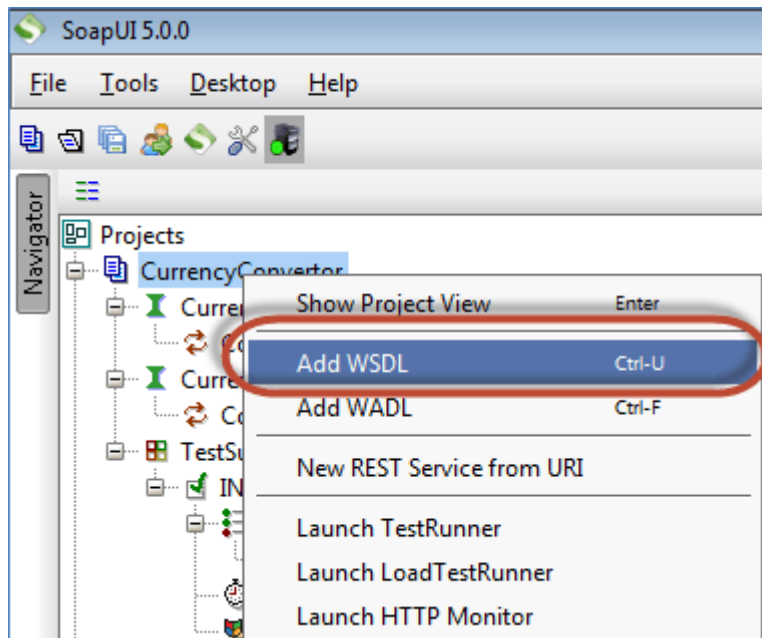 SoapUI 5.0.0
File Tools Desktop Help
Navigator
Projects
CurrencyConvertor
Show Project View Enter
Add WSDL Ctrl-U
Add WADL Ctrl-F
New REST Service from URI
Launch TestRunner
Launch LoadTestRunner
Launch HTTP Monitor